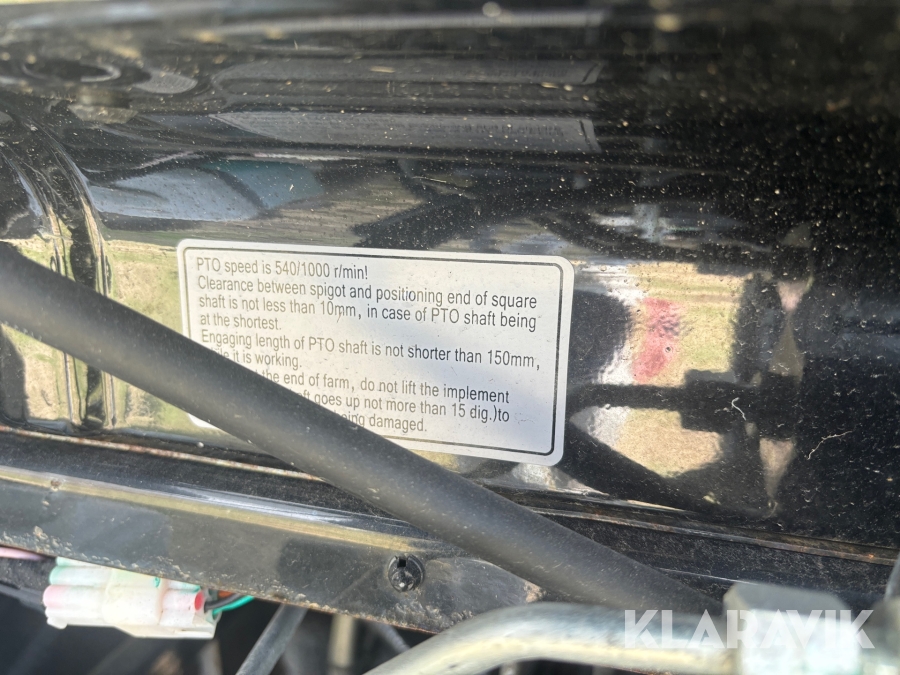 PTO speed is 540/1000 r/min!
Clearance between spigot and positioning end of square
shaft is not less than 10mm, in case of PTO shaft being
at the shortest.
Engaging length of PTO shaft is not shorter than 150mm,
it is working.
the end of farm, do not lift the implement
goes up not more than 15 dig.)to
being damaged.
KLARAVIK